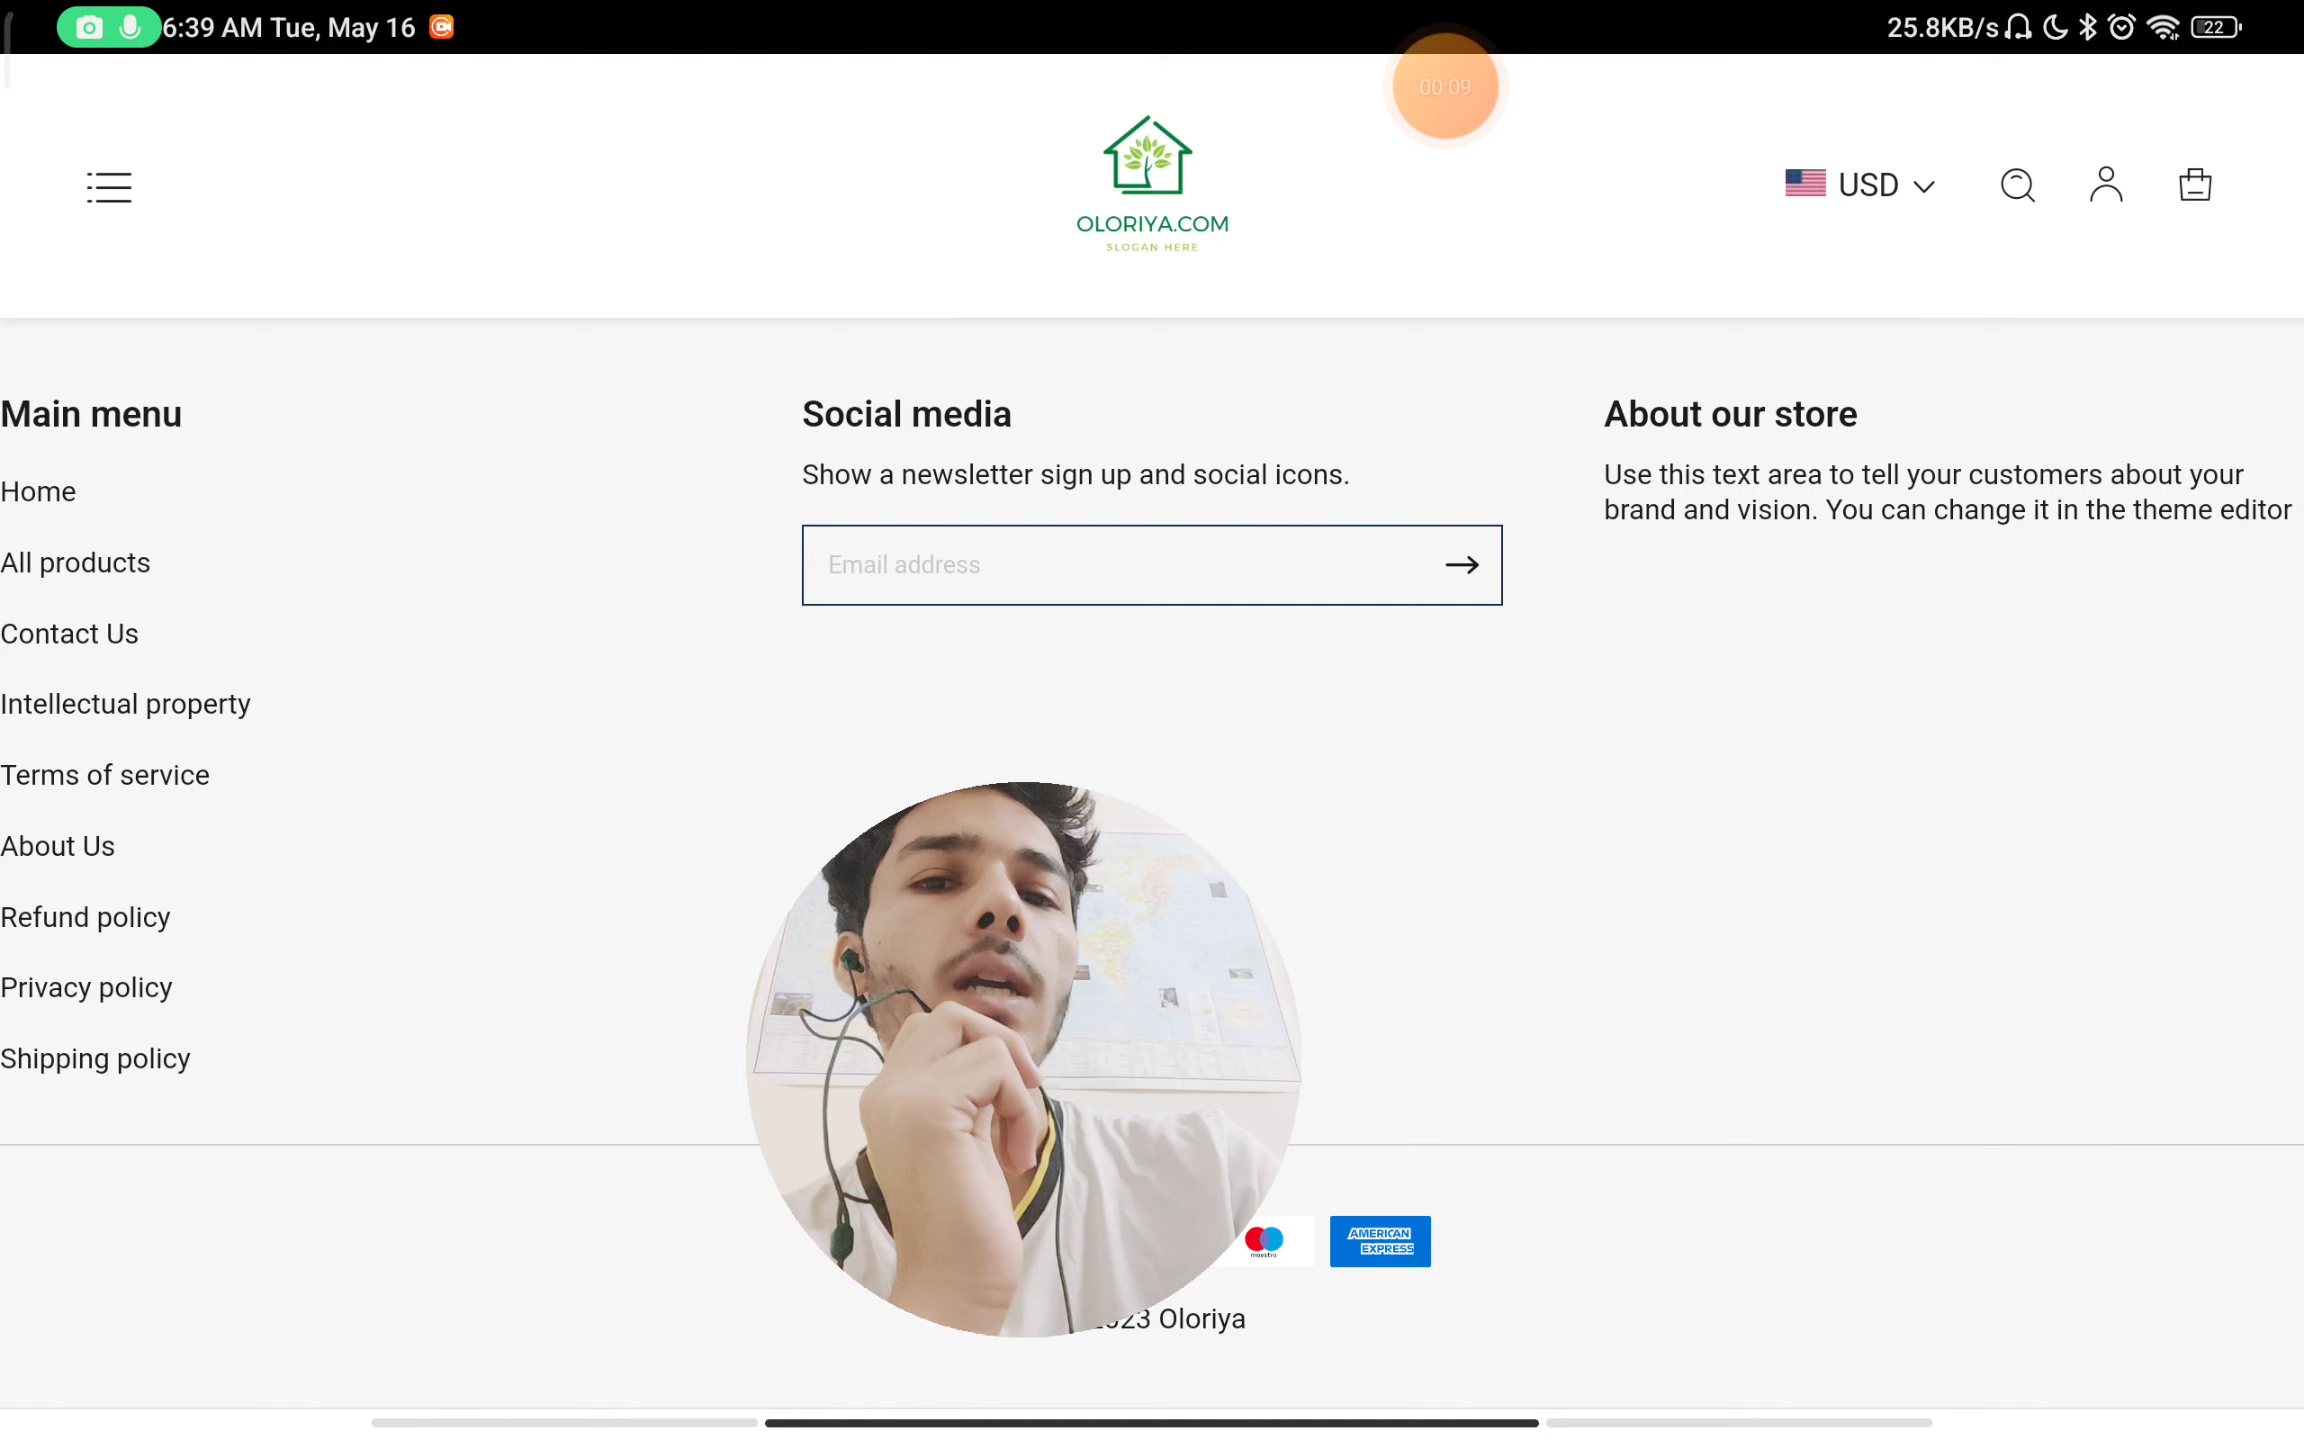 6:39 AM Tue, May 16
25.8KB/s
22
00:09
OLORIYA.COM
SLOGAN HERE
USD
Main menu
Home
All products
Contact Us
Intellectual property
Terms of service
About Us
Refund policy
Privacy policy
Shipping policy
Social media
Show a newsletter sign up and social icons.
Email address
About our store
Use this text area to tell your customers about your
brand and vision. You can change it in the theme editor
maestro
AMERICAN
EXPRESS
2023 Oloriya